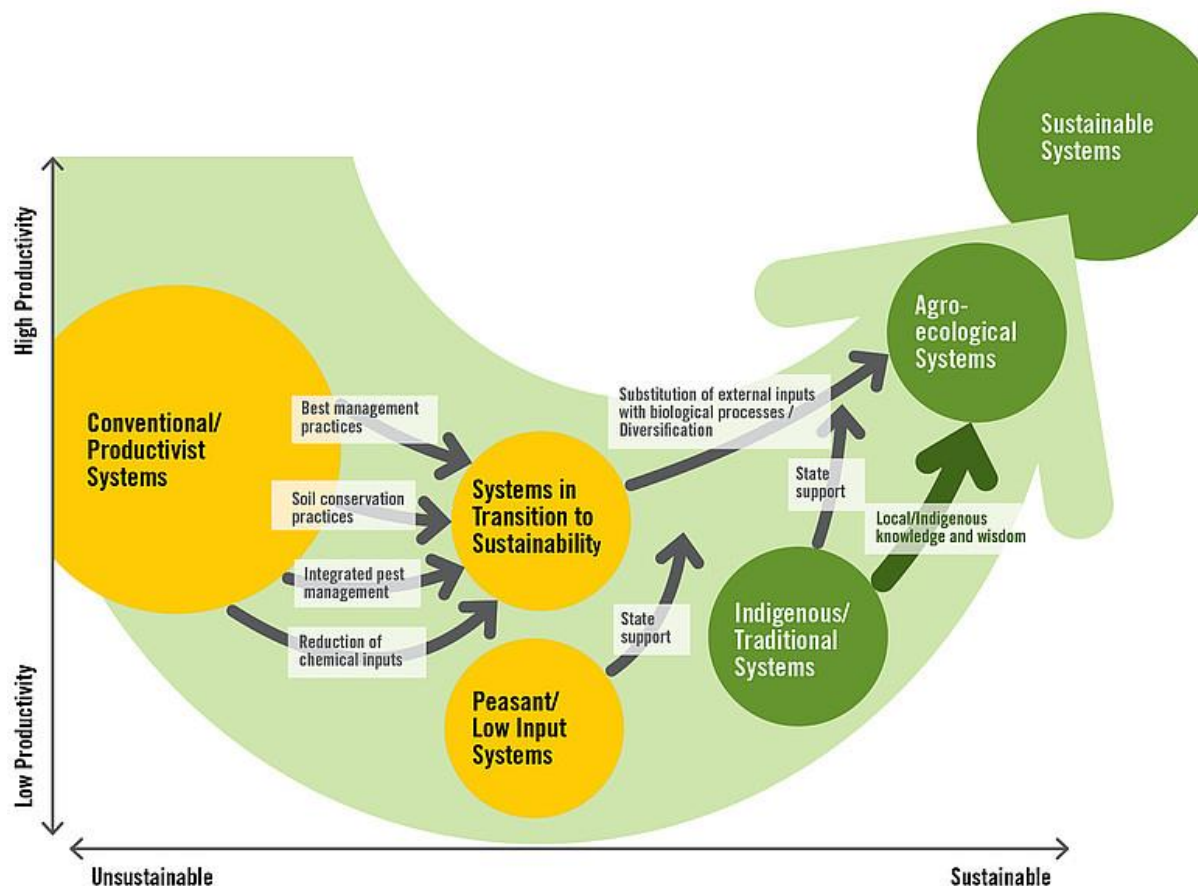 Sustainable
Systems
High Productivity
Agro-
ecological
Systems
Conventional/
Productivist
Systems
Best management
practices
Substitution of external inputs
with biological processes /
Diversification
Soil conservation
practices
Systems in
Transition to
Sustainability
State
support
Local/Indigenous
knowledge and wisdom
Integrated pest
management
Reduction of
chemical inputs
State
support
Indigenous/
Traditional
Systems
Peasant/
Low Input
Systems
Low Productivity
Unsustainable
Sustainable